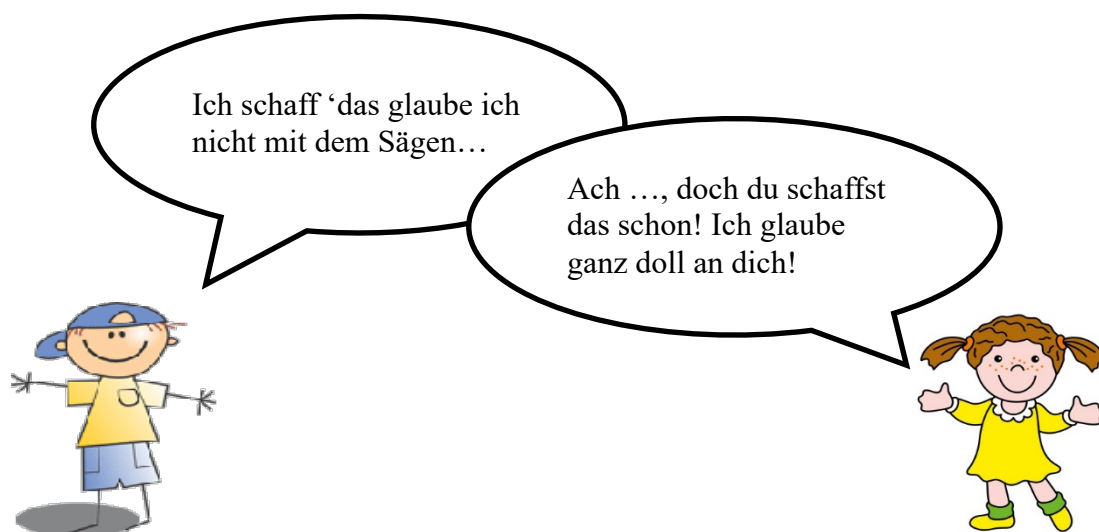 Ich schaff ‘das glaube ich
nicht mit dem Sägen…
Ach …, doch du schaffst
das schon! Ich glaube
ganz doll an dich!